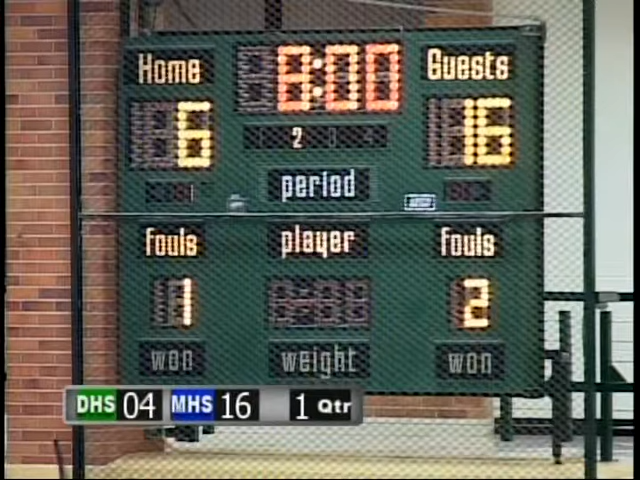 Home 8:00 Guests
6 2 16
period
fouls player fouls
1 2
won weight won
DHS 04 MHS 16 1 Qtr